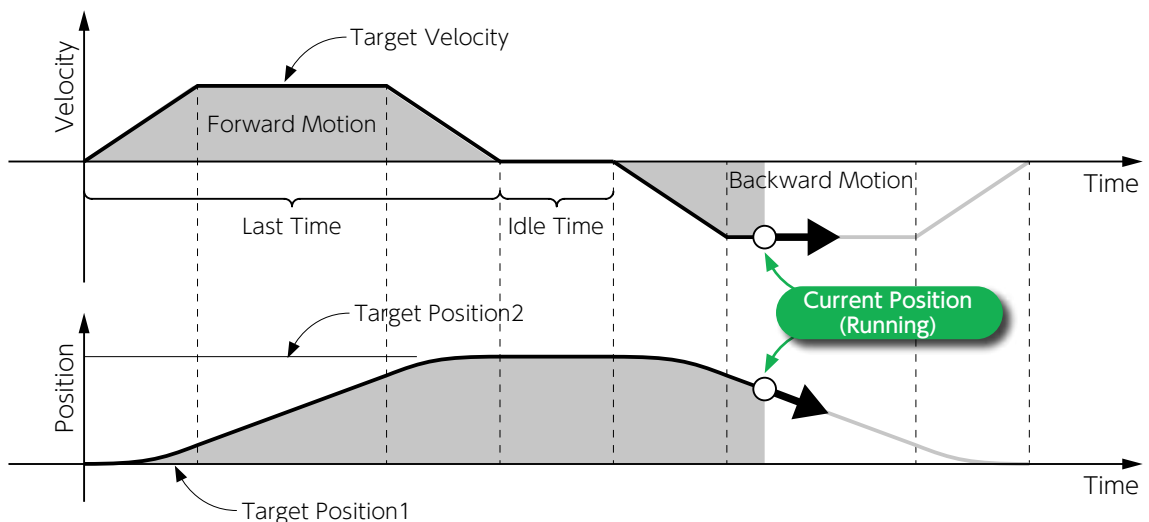 Target Velocity
Velocity
Forward Motion
Backward Motion
Time
Last Time
Idle Time
Current Position
(Running)
Target Position2
Position
Time
Target Position1